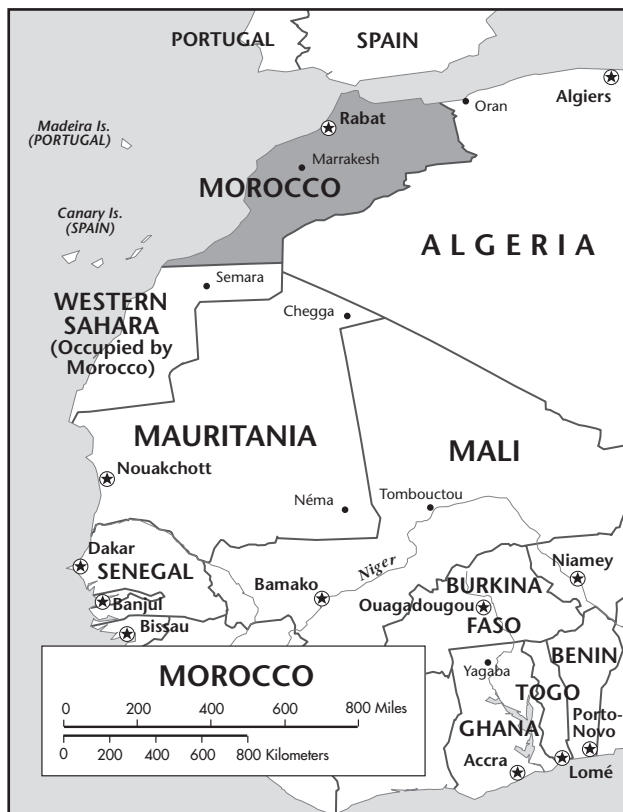 PORTUGAL
SPAIN
Algiers
Oran
Rabat
Madeira Is.
(PORTUGAL)
Marrakesh
MOROCCO
Canary Is.
(SPAIN)
ALGERIA
Semara
WESTERN
SAHARA
(Occupied by
Morocco)
Chegga
MAURITANIA
MALI
Nouakchott
Néma
Tombouctou
Dakar
SENEGAL
Niger
Niamey
Bamako
BURKINA
Banjul
Ouagadougou
FASO
Bissau
BENIN
Yagaba
TOGO
GHANA
Porto-
Novo
Accra
Lomé
MOROCCO
0 200 400 600 800 Miles
0 200 400 600 800 Kilometers